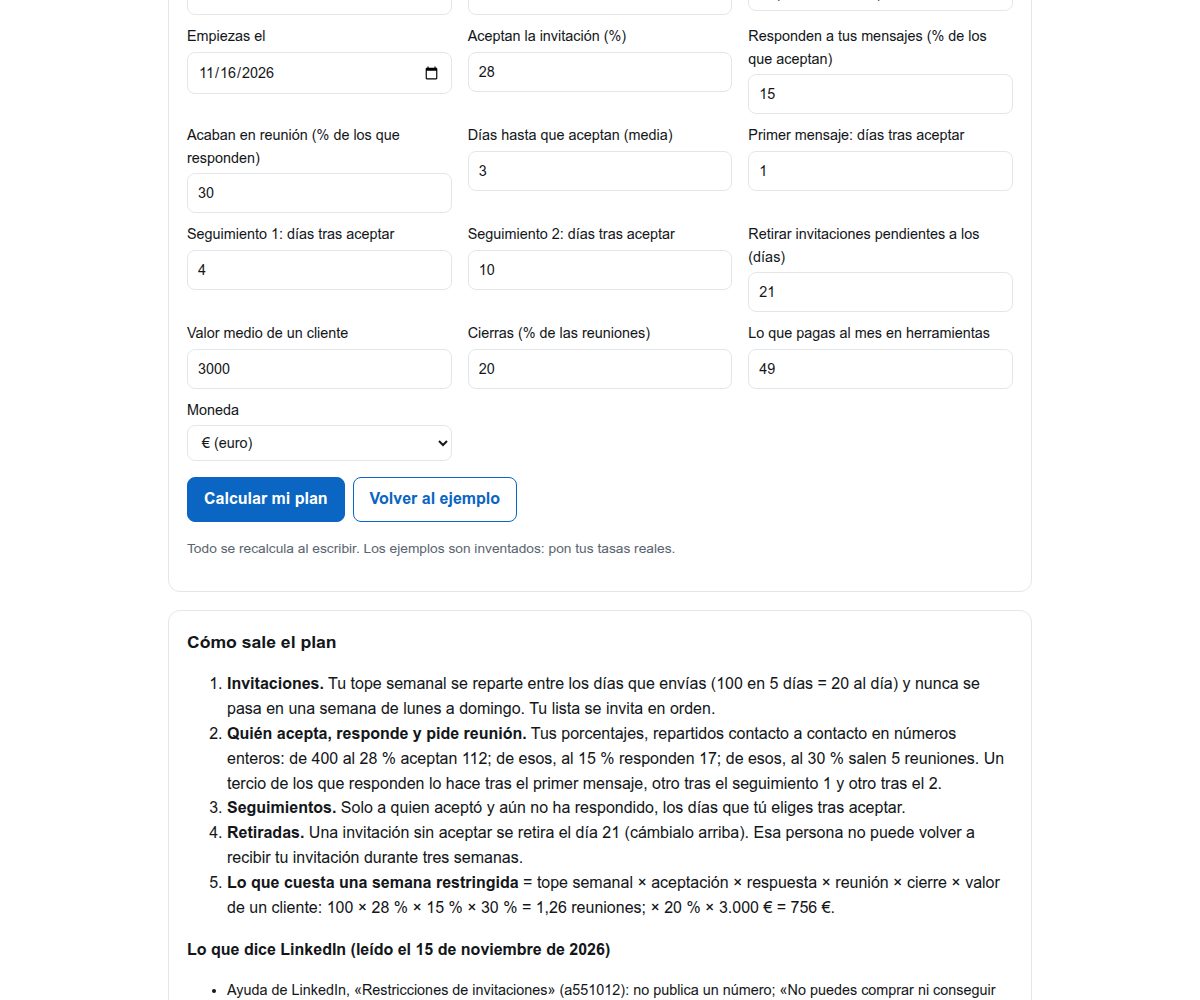 Empiezas el
Aceptan la invitación (%)
Responden a tus mensajes (% de los
que aceptan)
11/16/2026
28
15
Acaban en reunión (% de los que
responden)
Días hasta que aceptan (media)
Primer mensaje: días tras aceptar
30
3
1
Seguimiento 1: días tras aceptar
Seguimiento 2: días tras aceptar
Retirar invitaciones pendientes a los
(días)
4
10
21
Valor medio de un cliente
Cierras (% de las reuniones)
Lo que pagas al mes en herramientas
3000
20
49
Moneda
€ (euro)
Calcular mi plan
Volver al ejemplo
Todo se recalcula al escribir. Los ejemplos son inventados: pon tus tasas reales.
Cómo sale el plan
1. Invitaciones. Tu tope semanal se reparte entre los días que envías (100 en 5 días = 20 al día) y nunca se
pasa en una semana de lunes a domingo. Tu lista se invita en orden.
2. Quién acepta, responde y pide reunión. Tus porcentajes, repartidos contacto a contacto en números
enteros: de 400 al 28 % aceptan 112; de esos, al 15 % responden 17; de esos, al 30 % salen 5 reuniones. Un
tercio de los que responden lo hace tras el primer mensaje, otro tras el seguimiento 1 y otro tras el 2.
3. Seguimientos. Solo a quien aceptó y aún no ha respondido, los días que tú eliges tras aceptar.
4. Retiradas. Una invitación sin aceptar se retira el día 21 (cámbialo arriba). Esa persona no puede volver a
recibir tu invitación durante tres semanas.
5. Lo que cuesta una semana restringida = tope semanal × aceptación × respuesta × reunión × cierre × valor
de un cliente: 100 × 28 % × 15 % × 30 % = 1,26 reuniones; × 20 % × 3.000 € = 756 €.
Lo que dice LinkedIn (leído el 15 de noviembre de 2026)
• Ayuda de LinkedIn, «Restricciones de invitaciones» (a551012): no publica un número; «No puedes comprar ni conseguir